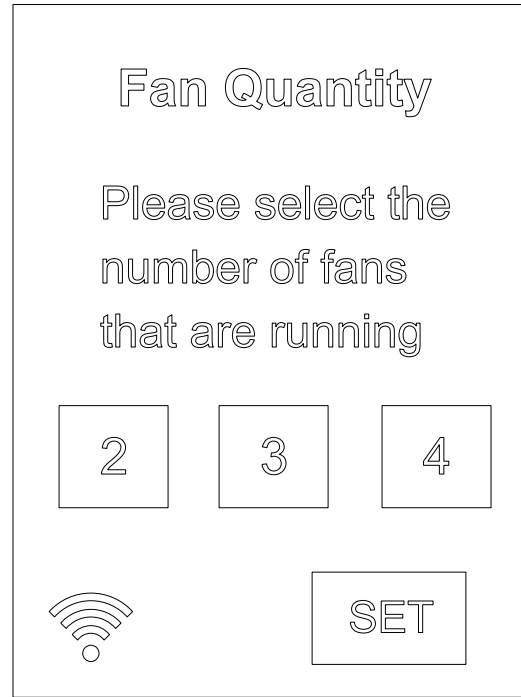 Fan Quantity
Please select the
number of fans
that are running
2 3 4
SET